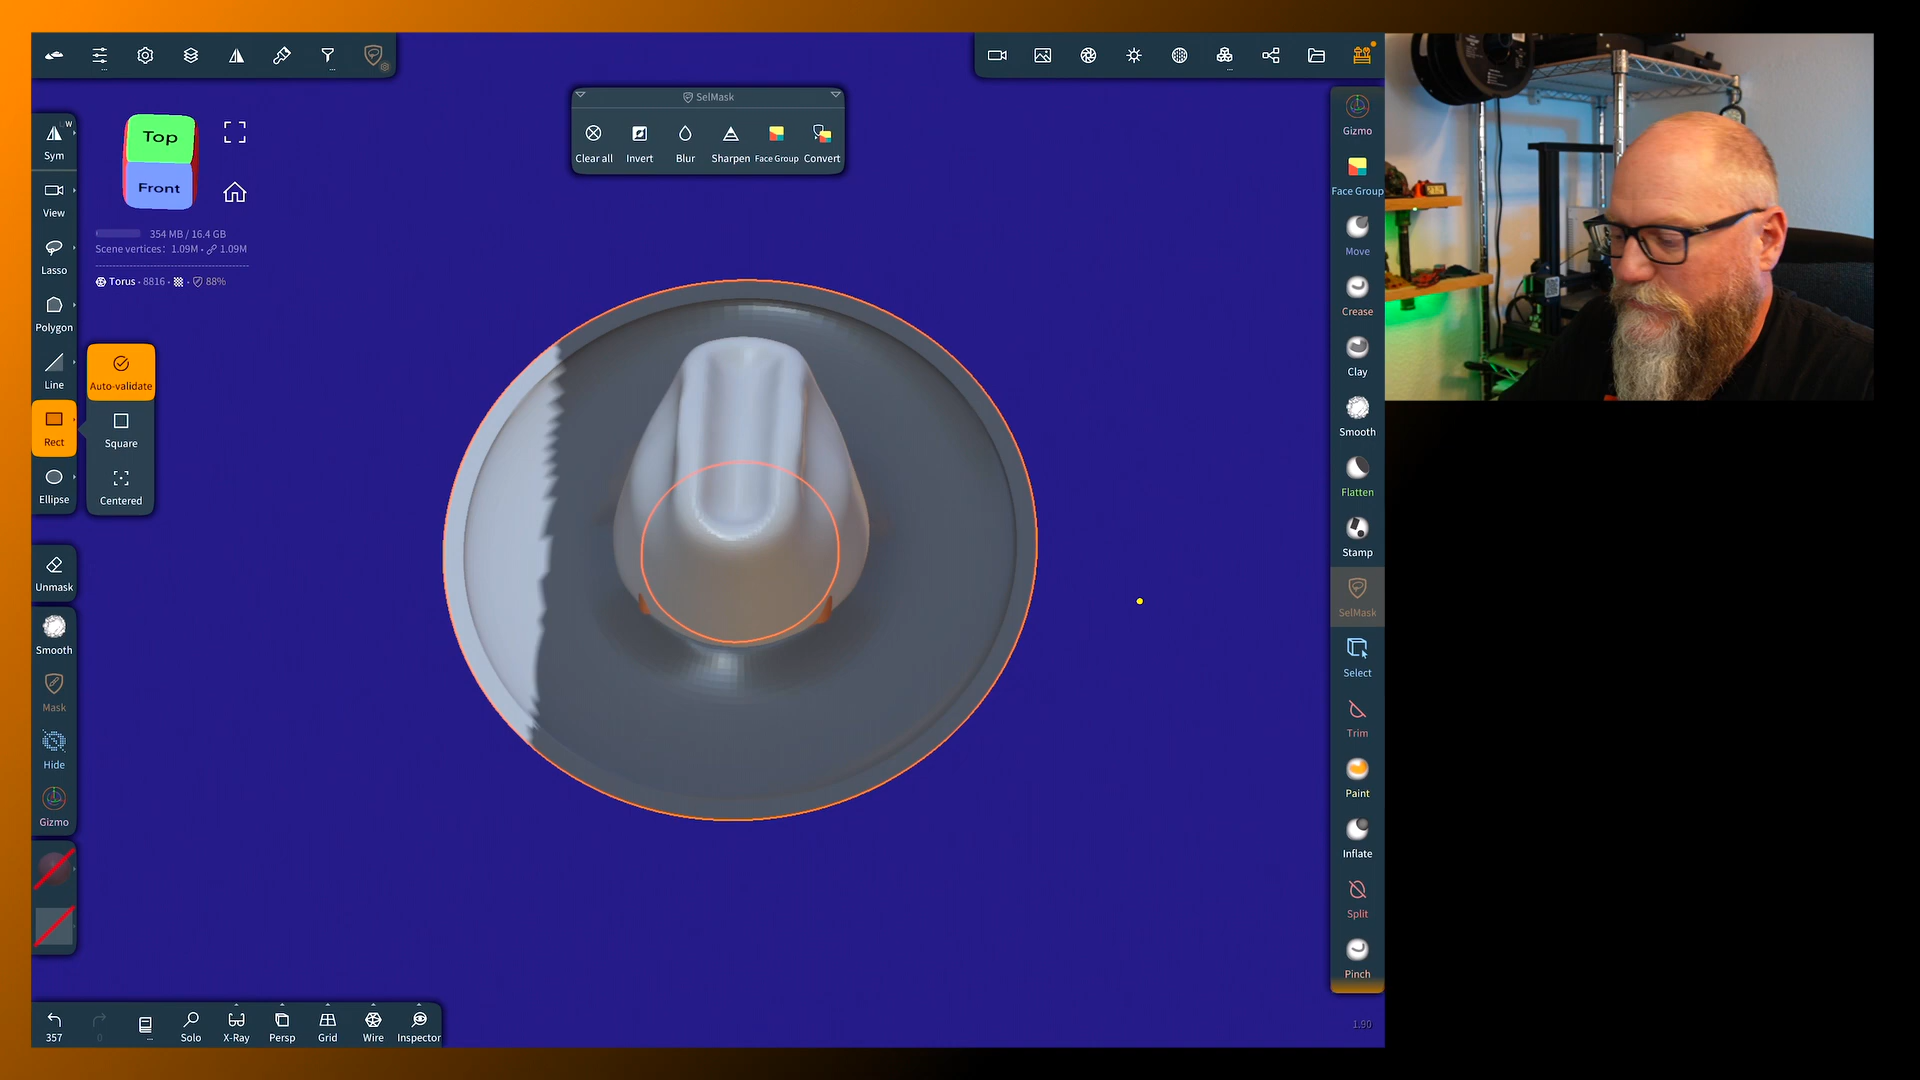 SelMask
Clear all
Invert
Blur
Sharpen
Face Group
Convert
W
Sym
View
Lasso
Polygon
Line
Rect
Ellipse
Top
Front
354 MB / 16.4 GB
Scene vertices: 1.09M • 1.09M
Torus • 8816 • 88%
Auto-validate
Square
Centered
Unmask
Smooth
Mask
Hide
Gizmo
357
0
Solo
X-Ray
Persp
Grid
Wire
Inspector
Gizmo
Face Group
Move
Crease
Clay
Smooth
Flatten
Stamp
SelMask
Select
Trim
Paint
Inflate
Split
Pinch
1.90